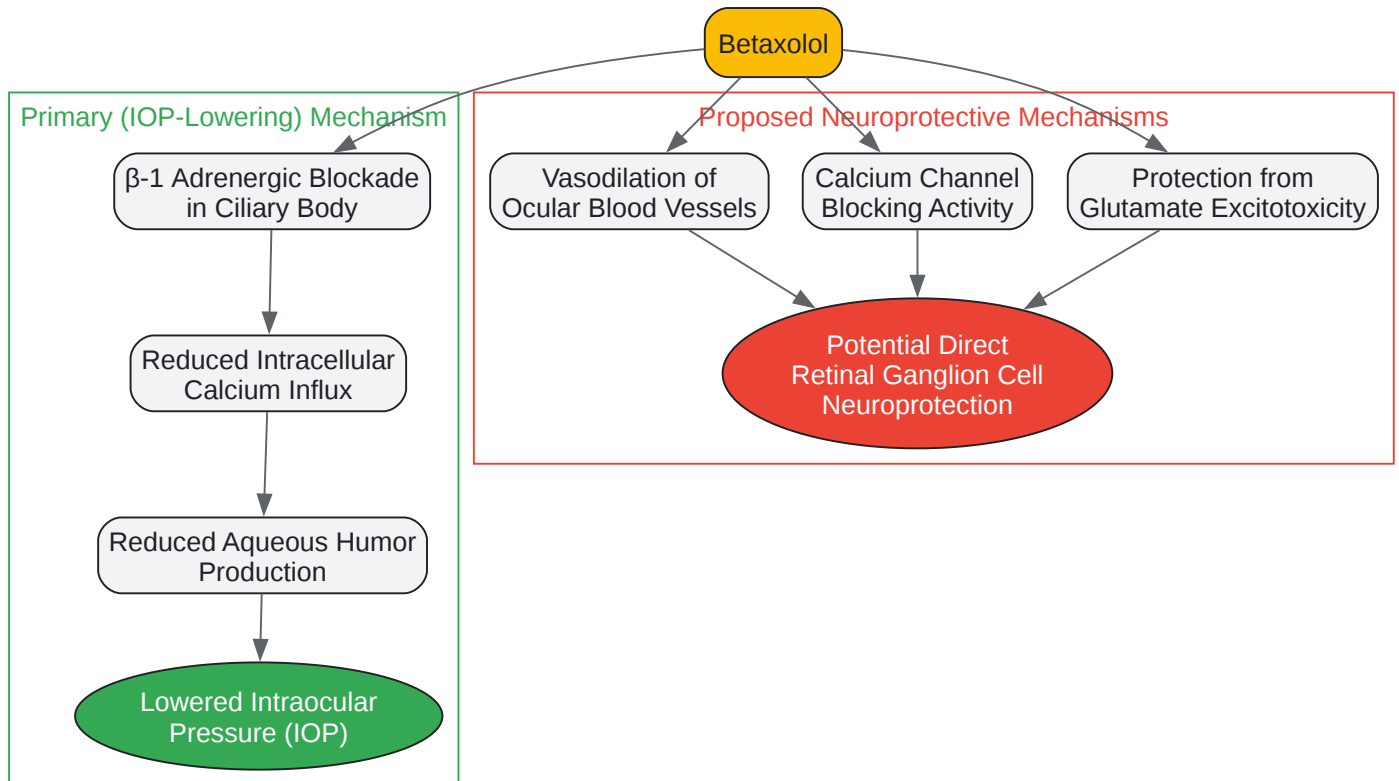 Betaxolol
Primary (IOP-Lowering) Mechanism
β-1 Adrenergic Blockade
in Ciliary Body
Reduced Intracellular
Calcium Influx
Reduced Aqueous Humor
Production
Lowered Intraocular
Pressure (IOP)
Proposed Neuroprotective Mechanisms
Vasodilation of
Ocular Blood Vessels
Calcium Channel
Blocking Activity
Protection from
Glutamate Excitotoxicity
Potential Direct
Retinal Ganglion Cell
Neuroprotection